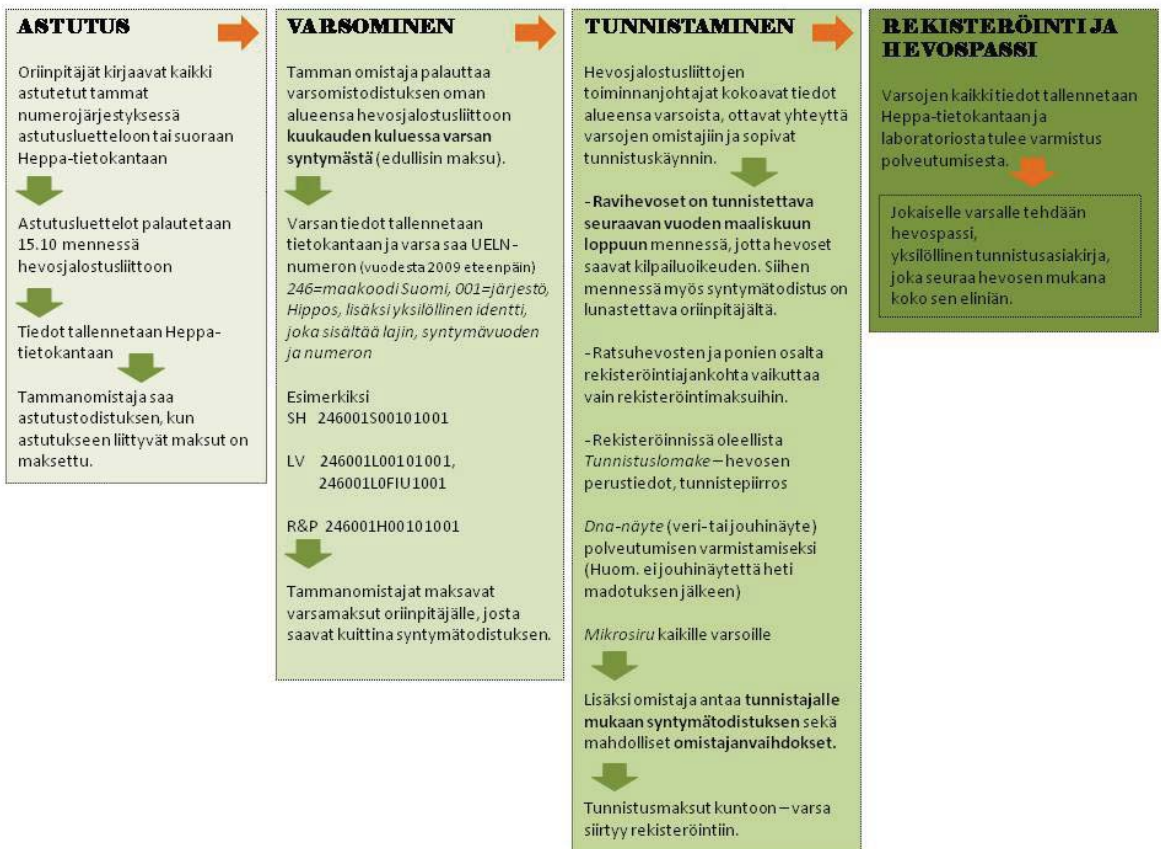 ASTUTUS
Oriinpitäjät kirjaavat kaikki
astutetut tammat
numerojärjestyksessä
astutusluetteloon tai suoraan
Heppa-tietokantaan
Astutusluettelot palautetaan
15.10 mennessä
hevosjalostusliittoon
Tiedot tallennetaan Heppa-
tietokantaan
Tammanomistaja saa
astutustodistuksen, kun
astutukseen liittyvät maksut on
maksettu.
VARSOMINEN
Tamman omistaja palauttaa
varsomistodistuksen oman
alueensa hevosjalostusliittoon
kuukauden kuluessa varsan
syntymästä (edullisin maksu).
Varsan tiedot tallennetaan
tietokantaan ja varsa saa UELN-
numeron (vuodesta 2009 eteenpäin)
246=maakoodi Suomi, 001=järjestö,
Hippos, lisäksi yksilöllinen identti,
joka sisältää lajin, syntymävuoden
ja numeron
Esimerkiksi
SH 246001S00101001
LV 246001L00101001,
246001L0FIU1001
R&P 246001H00101001
Tammanomistajat maksavat
varsamaksut oriinpitäjälle, josta
saavat kuittina syntymätodistuksen.
TUNNISTAMINEN
Hevosjalostusliittojen
toiminnanjohtajat kokoavat tiedot
alueensa varsoista, ottavat yhteyttä
varsojen omistajiin ja sopivat
tunnistuskäynnin.
-Ravihevoset on tunnistettava
seuraavan vuoden maaliskuun
loppuun mennessä, jotta hevoset
saavat kilpailuoikeuden. Siihen
mennessä myös syntymätodistus on
lunastettava oriinpitäjältä.
-Ratsuhevosten ja ponien osalta
rekisteröintiajankohta vaikuttaa
vain rekisteröintimaksuihin.
-Rekisteröinnissä oleellista
Tunnistuslomake – hevosen
perustiedot, tunnistepiirros
Dna-näyte (veri- tai jouhinäyte)
polveutumisen varmistamiseksi
(Huom. ei jouhinäytettä heti
madotuksen jälkeen)
Mikrosiru kaikille varsoille
Lisäksi omistaja antaa tunnistajalle
mukaan syntymätodistuksen sekä
mahdolliset omistajanvaihdokset.
Tunnistusmaksut kuntoon – varsa
siirtyy rekisteröintiin.
REKISTERÖINTI JA
HEVOSPASSI
Varsojen kaikki tiedot tallennetaan
Heppa-tietokantaan ja
laboratoriosta tulee varmistus
polveutumisesta.
Jokaiselle varsalle tehdään
hevospassi,
yksilöllinen tunnistusasiakirja,
joka seuraa hevosen mukana
koko sen eliniän.